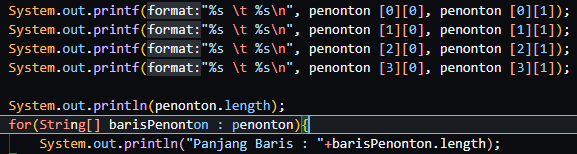 System.out.printf(format:"%s \t %s\n", penonton [0][0], penonton [0][1]);
System.out.printf(format:"%s \t %s\n", penonton [1][0], penonton [1][1]);
System.out.printf(format:"%s \t %s\n", penonton [2][0], penonton [2][1]);
System.out.printf(format:"%s \t %s\n", penonton [3][0], penonton [3][1]);
System.out.println(penonton.length);
for(String[] barisPenonton : penonton){
System.out.println("Panjang Baris : "+barisPenonton.length);